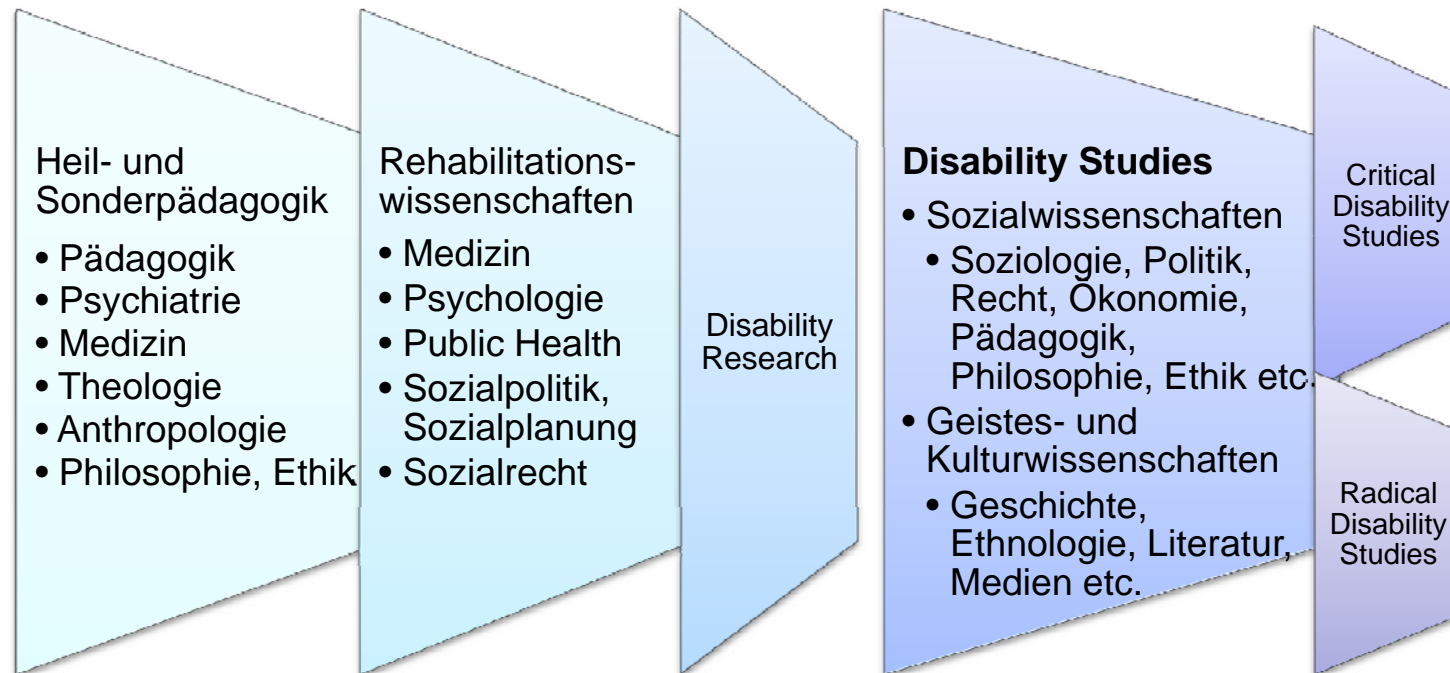 Heil- und
Sonderpädagogik
• Pädagogik
• Psychiatrie
• Medizin
• Theologie
• Anthropologie
• Philosophie, Ethik
Rehabilitations-
wissenschaften
• Medizin
• Psychologie
• Public Health
• Sozialpolitik,
Sozialplanung
• Sozialrecht
Disability
Research
Disability Studies
• Sozialwissenschaften
• Soziologie, Politik,
Recht, Ökonomie,
Pädagogik,
Philosophie, Ethik etc.
• Geistes- und
Kulturwissenschaften
• Geschichte,
Ethnologie, Literatur,
Medien etc.
Critical
Disability
Studies
Radical
Disability
Studies